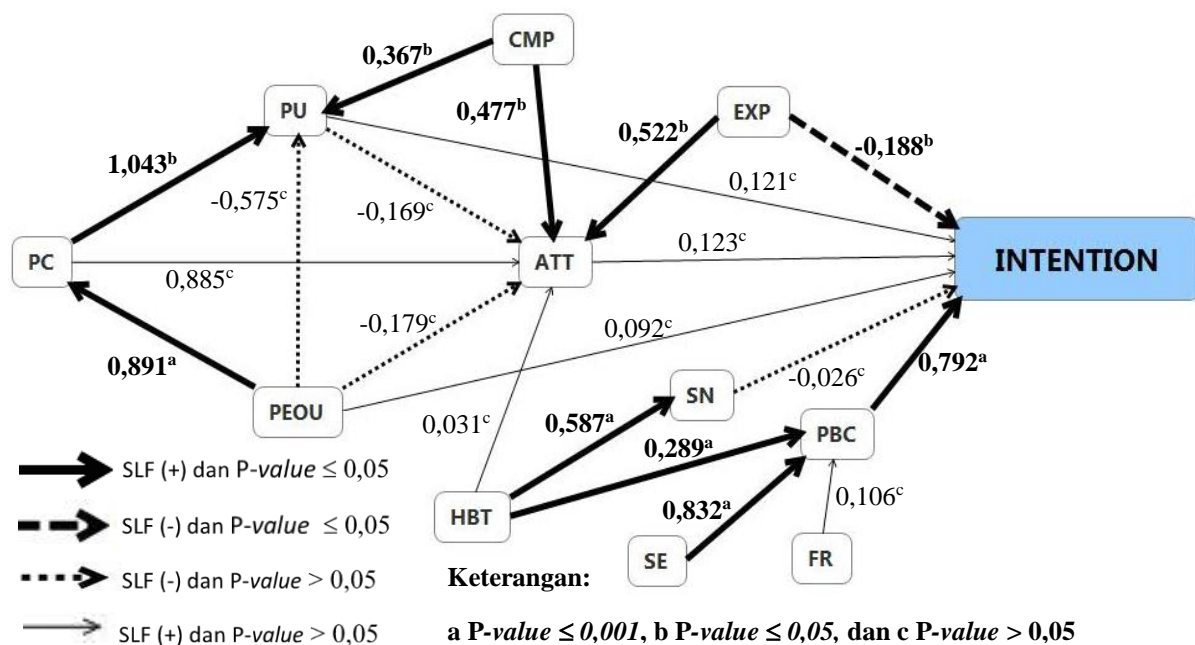 CMP
0,367ᵇ
PU
0,477ᵇ
EXP
0,522ᵇ
-0,188ᵇ
1,043ᵇ
-0,575ᶜ
-0,169ᶜ
0,121ᶜ
PC
0,885ᶜ
ATT
0,123ᶜ
INTENTION
-0,179ᶜ
0,092ᶜ
0,891ᵃ
-0,026ᶜ
0,792ᵃ
PEOU
SN
0,031ᶜ
0,587ᵃ
0,289ᵃ
PBC
SLF (+) dan P-value ≤ 0,05
HBT
0,832ᵃ
0,106ᶜ
SLF (-) dan P-value ≤ 0,05
SE
FR
SLF (-) dan P-value > 0,05
Keterangan:
SLF (+) dan P-value > 0,05
a P-value ≤ 0,001, b P-value ≤ 0,05, dan c P-value > 0,05